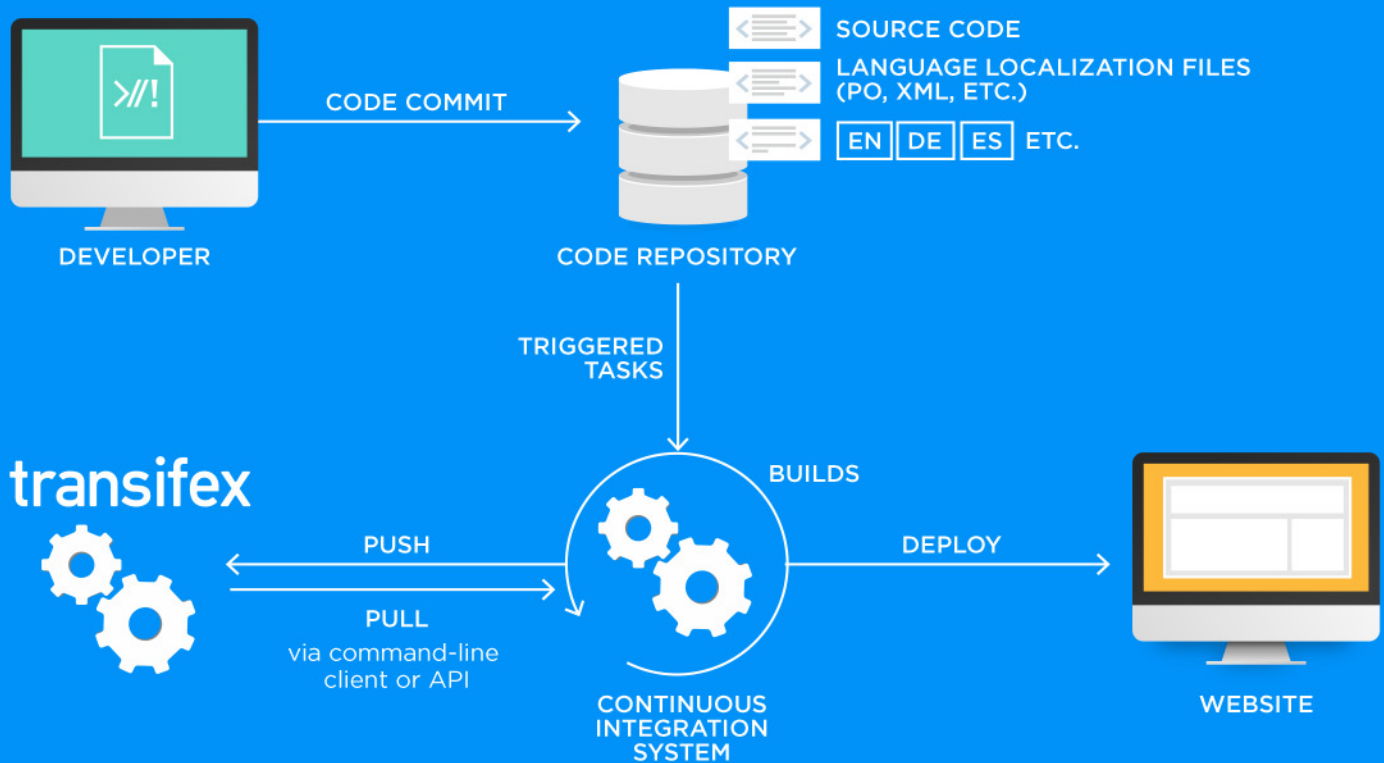 >//!
CODE COMMIT
SOURCE CODE
LANGUAGE LOCALIZATION FILES
(PO, XML, ETC.)
EN DE ES ETC.
DEVELOPER
CODE REPOSITORY
TRIGGERED
TASKS
transifex
BUILDS
PUSH
DEPLOY
PULL
via command-line
client or API
CONTINUOUS
INTEGRATION
SYSTEM
WEBSITE